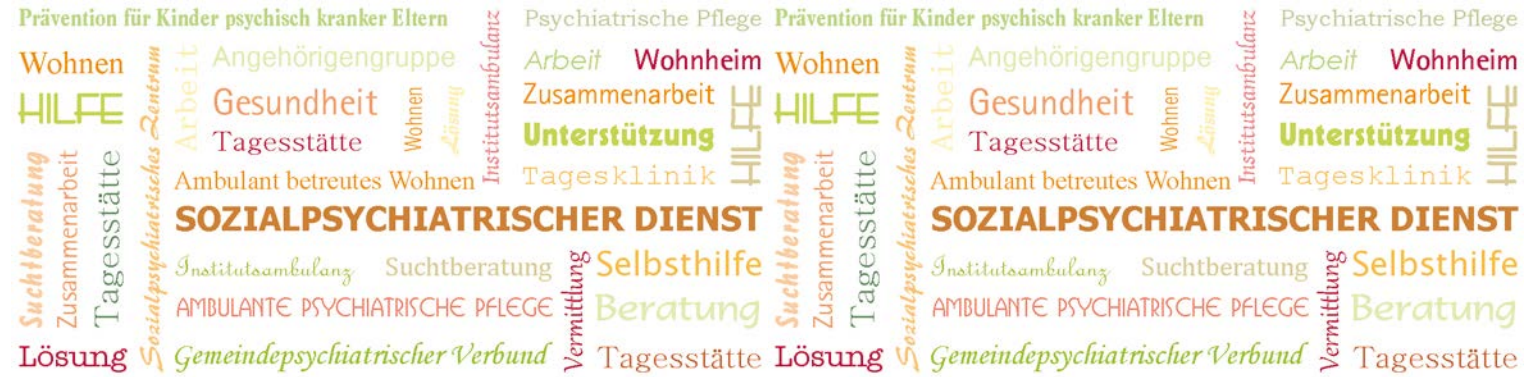 Prävention für Kinder psychisch kranker Eltern
Psychiatrische Pflege
Wohnen
Sozialpsychiatrisches Zentrum
Arbeit
Angehörigengruppe
Institutsambulanz
Arbeit
Wohnheim
HILFE
Gesundheit
Wohnen
Lösung
Zusammenarbeit
HILFE
Tagesstätte
Unterstützung
Suchtberatung
Zusammenarbeit
Tagesstätte
Ambulant betreutes Wohnen
Tagesklinik
SOZIALPSYCHIATRISCHER DIENST
Institutsambulanz
Suchtberatung
Vermittlung
Selbsthilfe
AMBULANTE PSYCHIATRISCHE PFLEGE
Beratung
Lösung
Gemeindepsychiatrischer Verbund
Tagesstätte
Prävention für Kinder psychisch kranker Eltern
Psychiatrische Pflege
Wohnen
Sozialpsychiatrisches Zentrum
Arbeit
Angehörigengruppe
Institutsambulanz
Arbeit
Wohnheim
HILFE
Gesundheit
Wohnen
Lösung
Zusammenarbeit
HILFE
Tagesstätte
Unterstützung
Suchtberatung
Zusammenarbeit
Tagesstätte
Ambulant betreutes Wohnen
Tagesklinik
SOZIALPSYCHIATRISCHER DIENST
Institutsambulanz
Suchtberatung
Vermittlung
Selbsthilfe
AMBULANTE PSYCHIATRISCHE PFLEGE
Beratung
Lösung
Gemeindepsychiatrischer Verbund
Tagesstätte